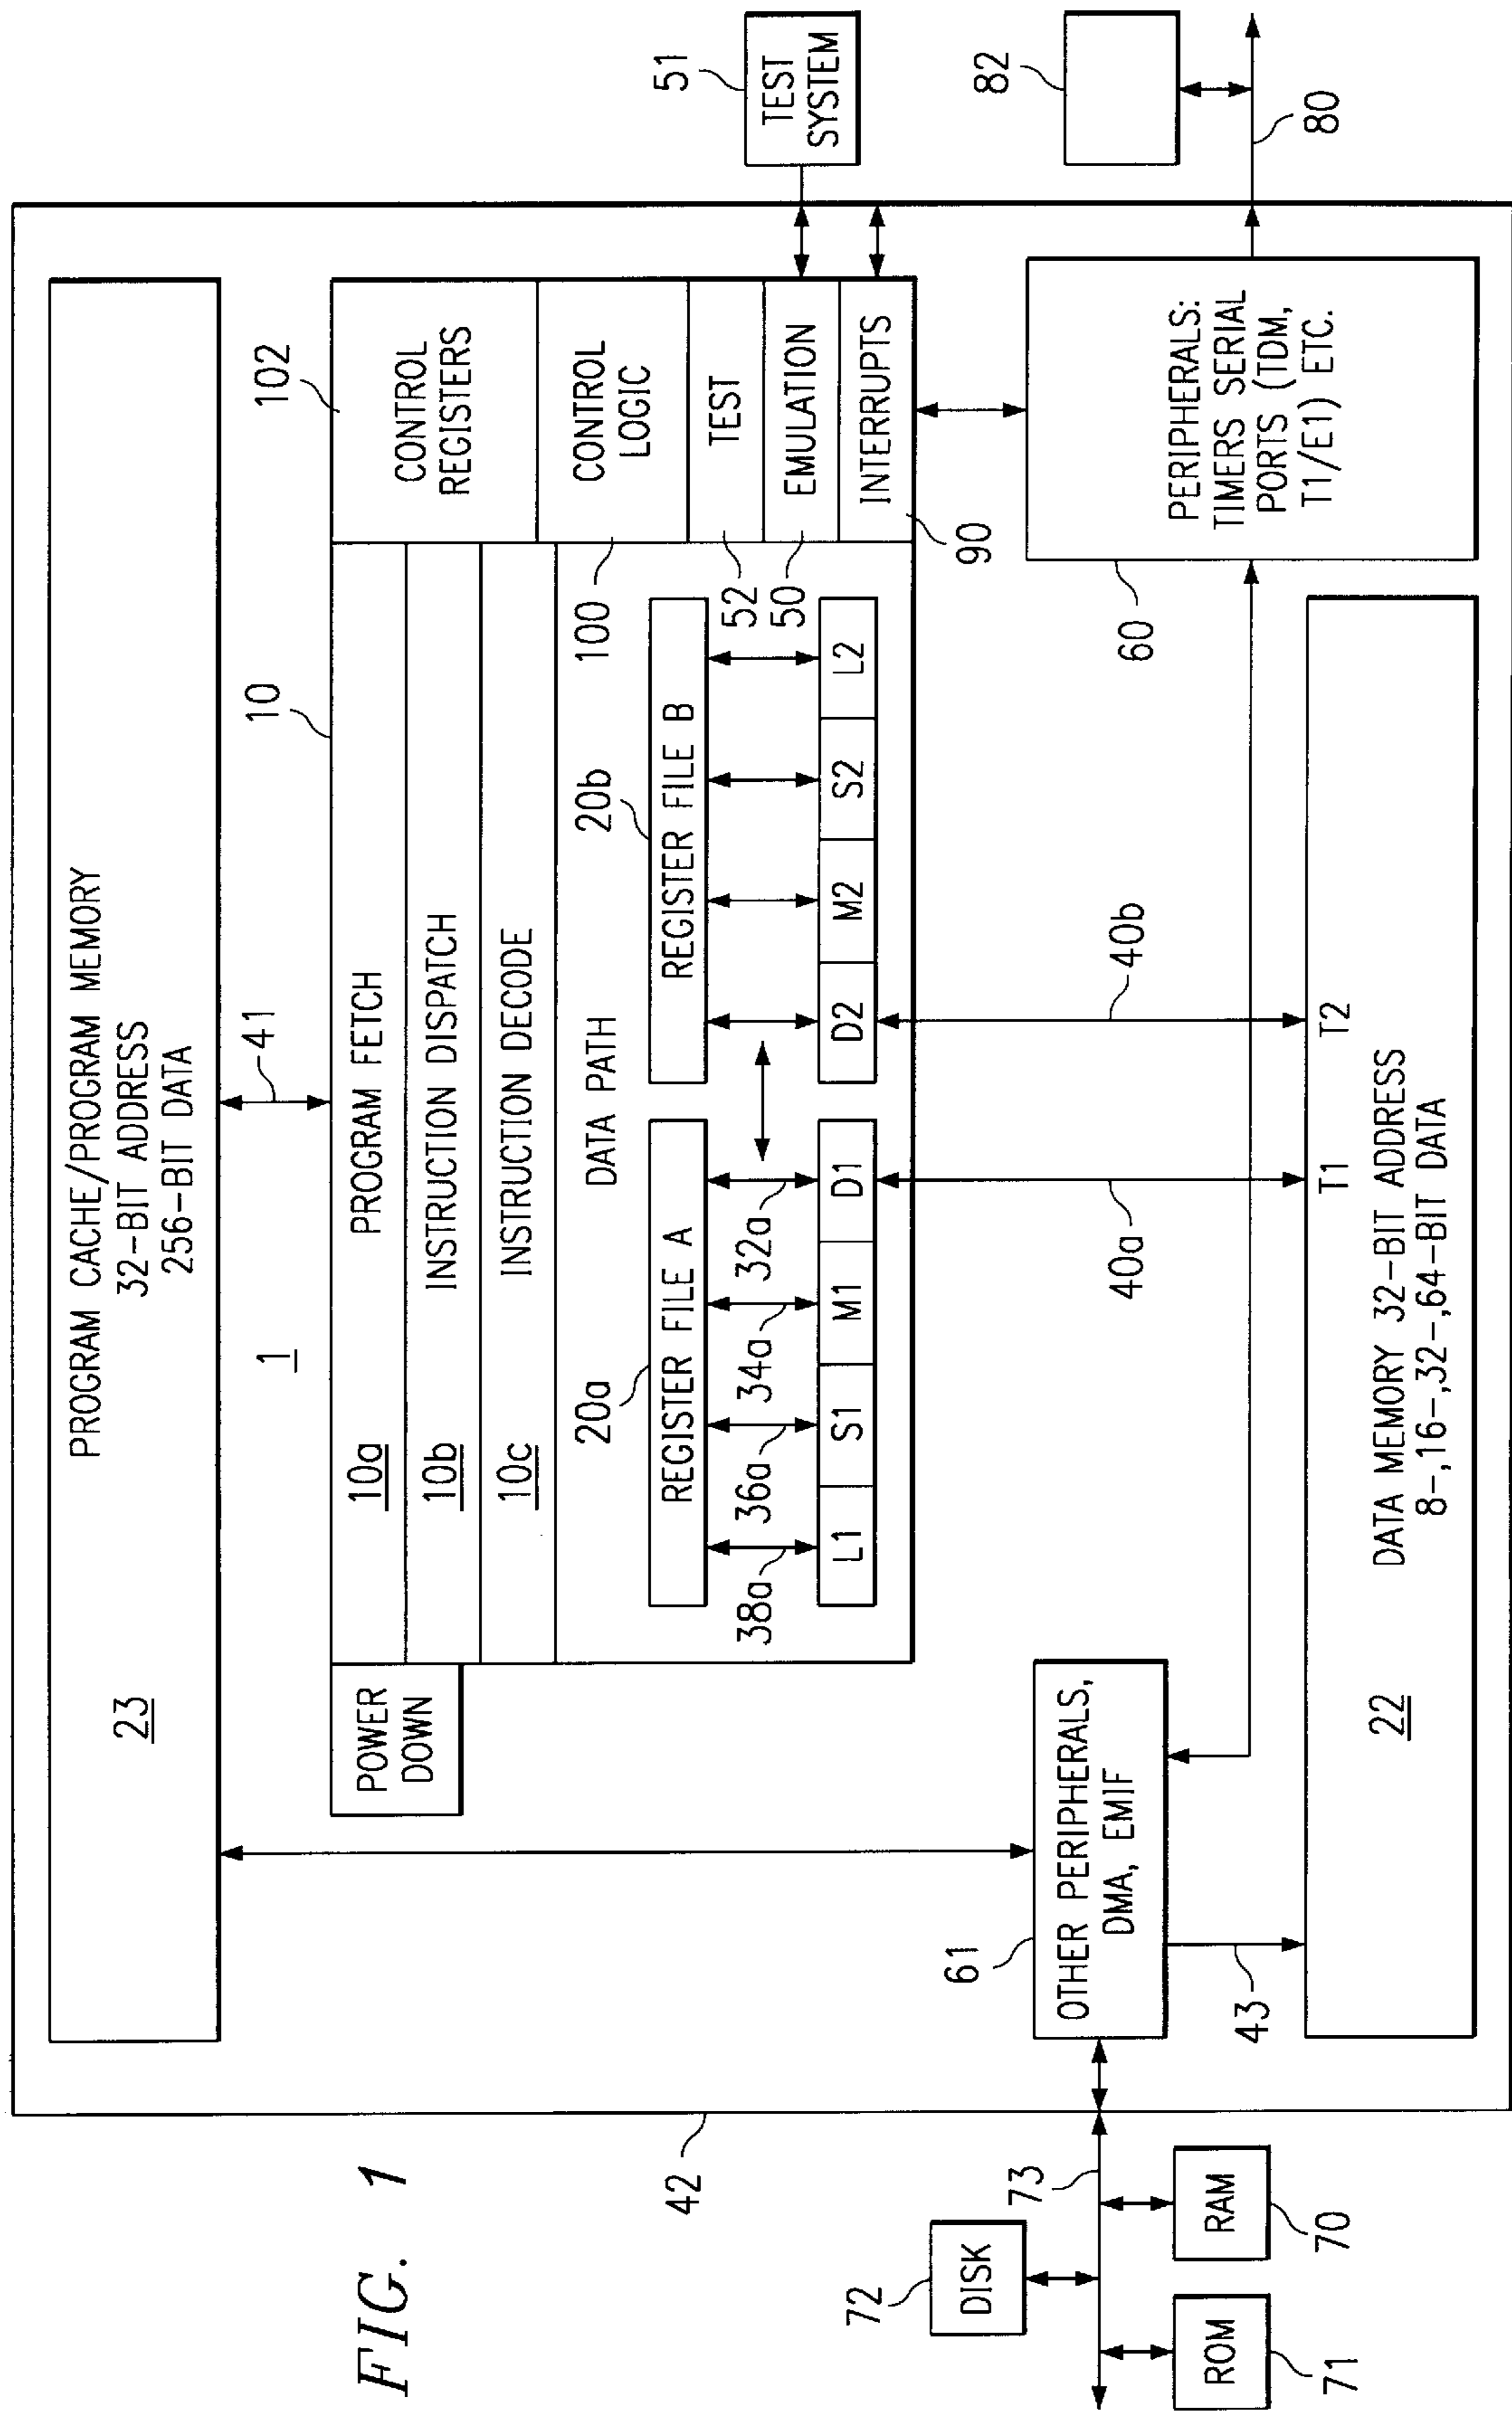 FIG. 1
PROGRAM CACHE/PROGRAM MEMORY
32-BIT ADDRESS
256-BIT DATA
23
41
1
10
102
POWER
DOWN
10a
PROGRAM FETCH
10b
INSTRUCTION DISPATCH
10c
INSTRUCTION DECODE
CONTROL
REGISTERS
CONTROL
LOGIC
TEST
EMULATION
INTERRUPTS
100
52
50
90
DATA PATH
20a
REGISTER FILE A
20b
REGISTER FILE B
38a
36a
34a
32a
L1
S1
M1
D1
D2
M2
S2
L2
51
TEST
SYSTEM
42
72
DISK
73
ROM
71
RAM
70
61
OTHER PERIPHERALS,
DMA, EMIF
43
40a
40b
60
PERIPHERALS:
TIMERS SERIAL
PORTS (TDM,
T1/E1) ETC.
82
80
T1
T2
DATA MEMORY 32-BIT ADDRESS
8-,16-,32-,64-BIT DATA
22